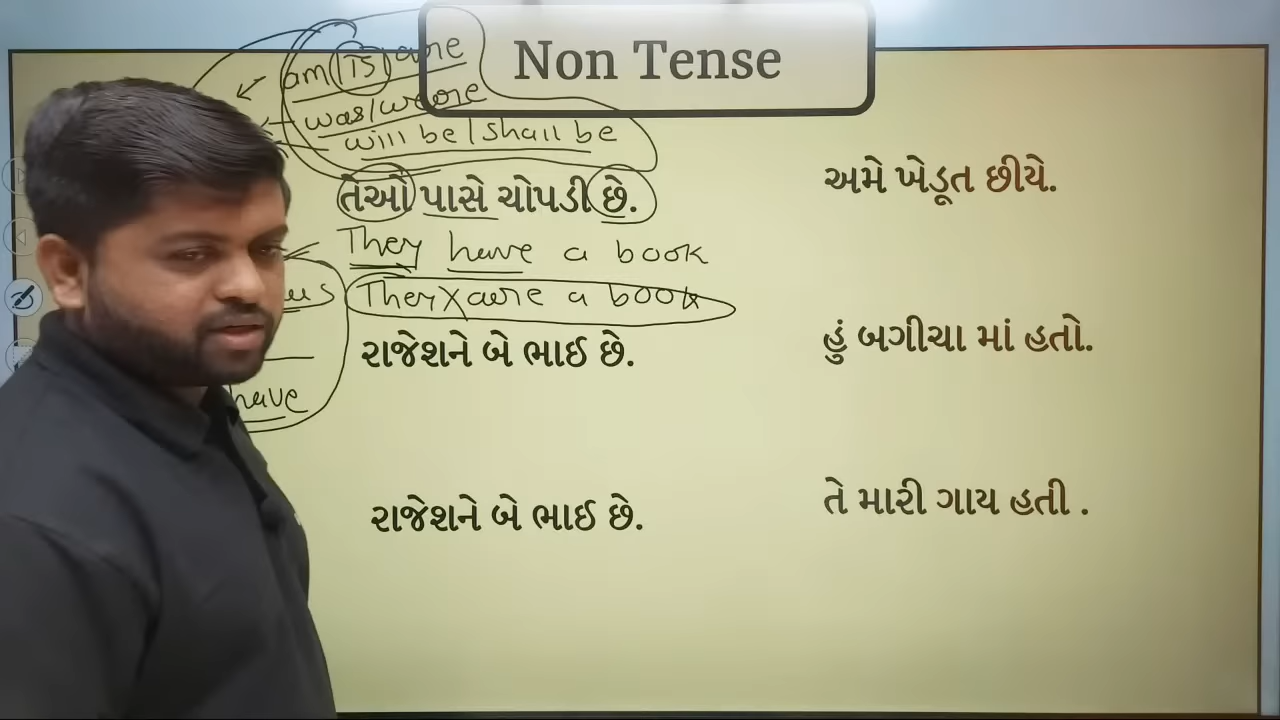 Non Tense
am is are
was/were
will be / shall be
તેઓ પાસે ચોપડી છે.
They have a book
They X are a book
રાજેશને બે ભાઈ છે.
have
રાજેશને બે ભાઈ છે.
અમે ખેડૂત છીયે.
હું બગીચા માં હતો.
તે મારી ગાય હતી .